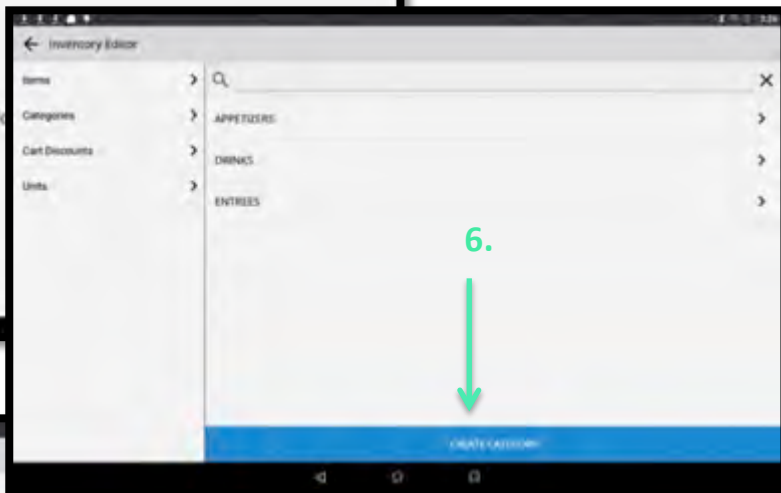 Inventory Editor
Items
Categories
Cart Discounts
Units
APPETIZERS
DRINKS
ENTREES
6.
CREATE CATEGORY